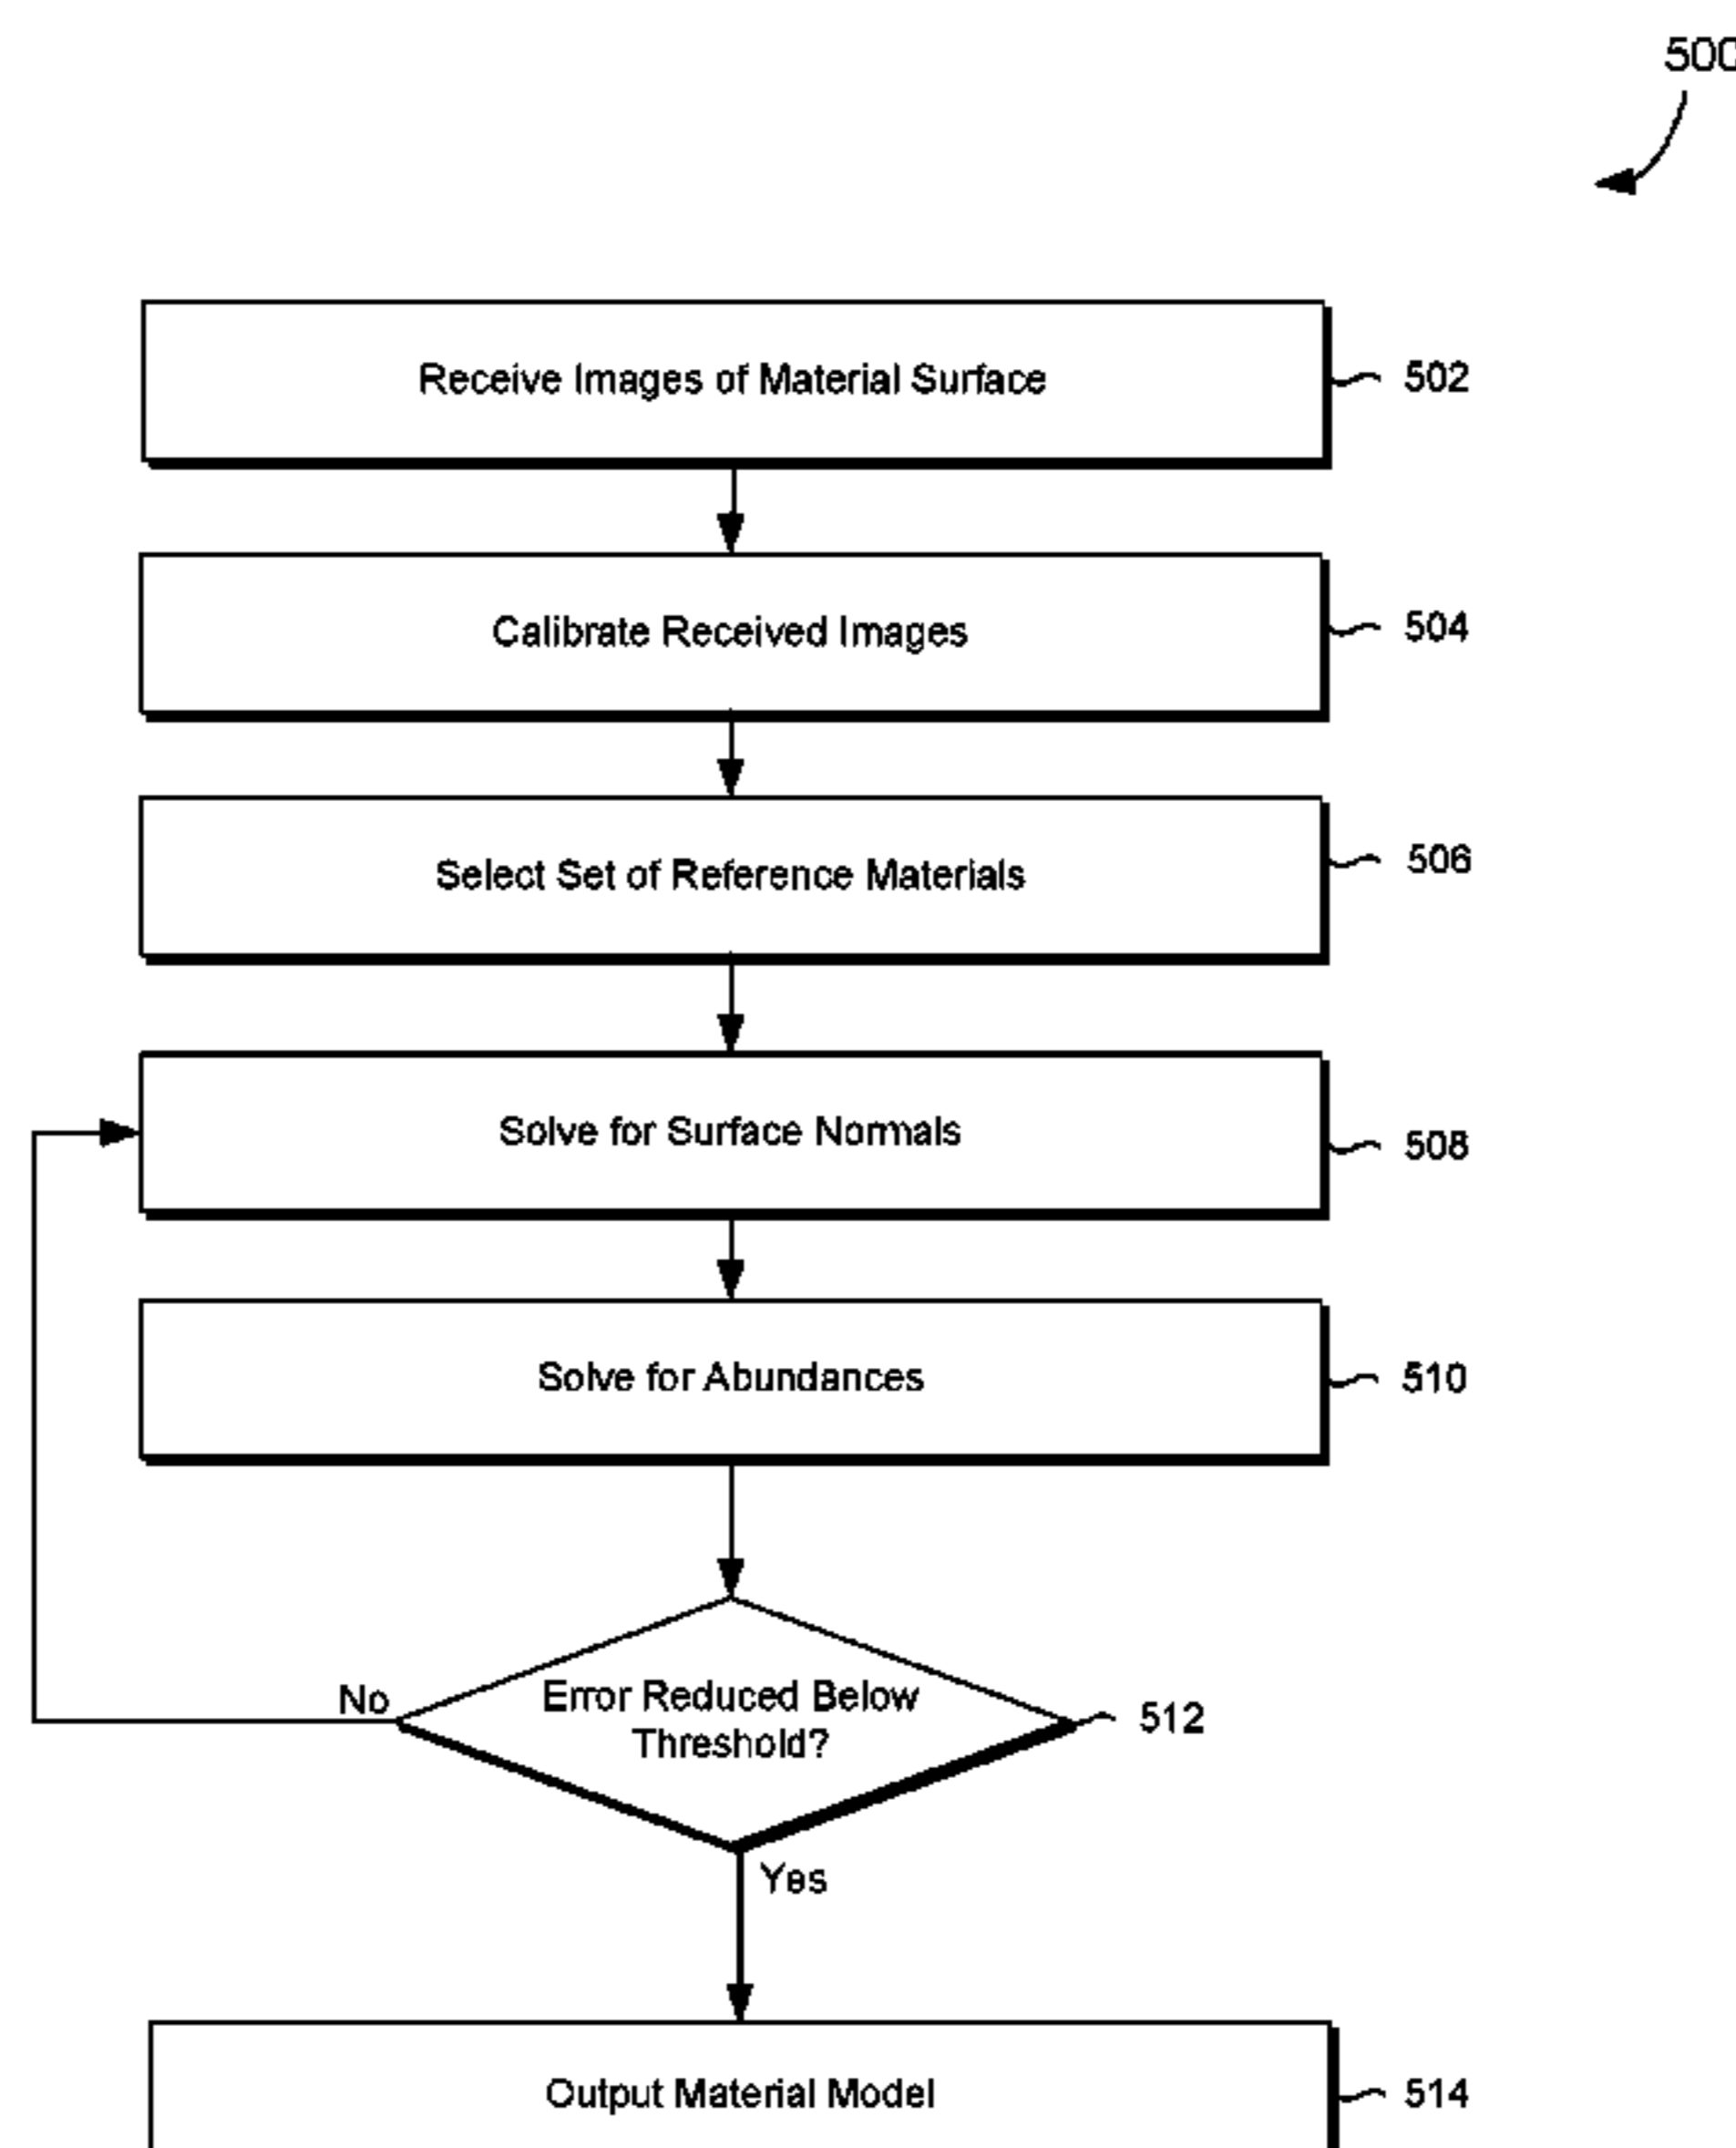 500
Receive Images of Material Surface
502
Calibrate Received Images
504
Select Set of Reference Materials
506
Solve for Surface Normals
508
Solve for Abundances
510
Error Reduced Below
Threshold?
512
No
Yes
Output Material Model
514